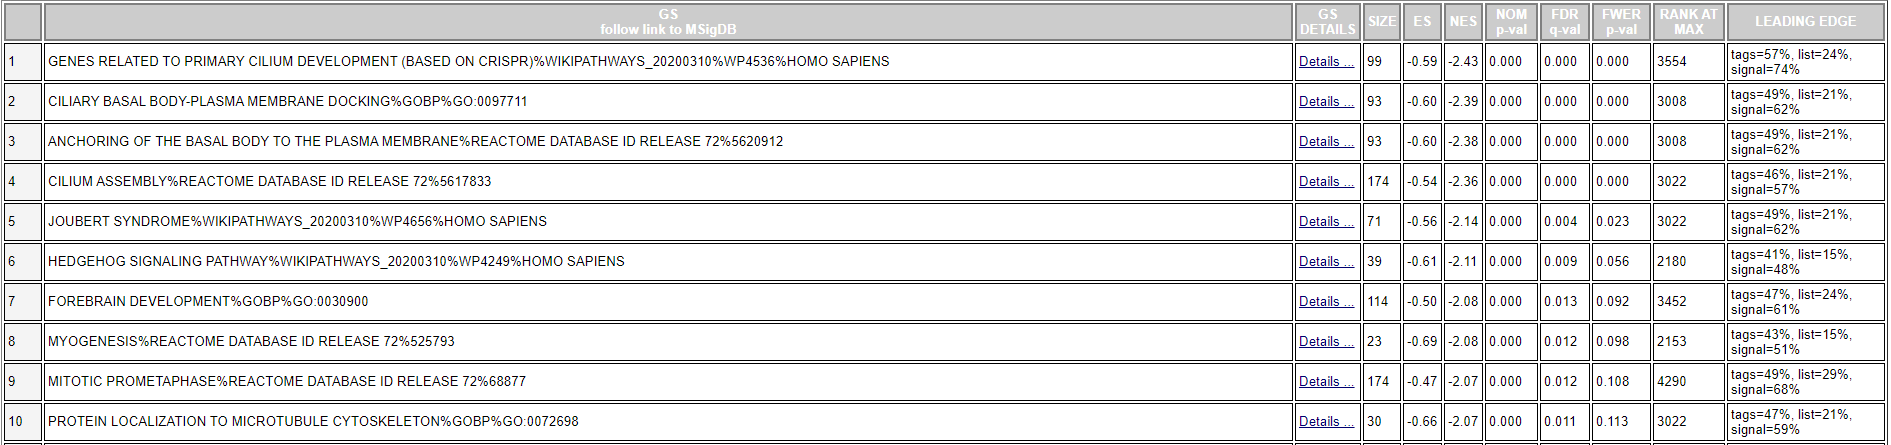 GS follow link to MSigDB GS DETAILS SIZE ES NES NOM p-val FDR q-val FWER p-val RANK AT MAX LEADING EDGE
1 GENES RELATED TO PRIMARY CILIUM DEVELOPMENT (BASED ON CRISPR)%WIKIPATHWAYS_20200310%WP4536%HOMO SAPIENS Details ... 99 -0.59 -2.43 0.000 0.000 0.000 3554 tags=57%, list=24%, signal=74%
2 CILIARY BASAL BODY-PLASMA MEMBRANE DOCKING%GOBP%GO:0097711 Details ... 93 -0.60 -2.39 0.000 0.000 0.000 3008 tags=49%, list=21%, signal=62%
3 ANCHORING OF THE BASAL BODY TO THE PLASMA MEMBRANE%REACTOME DATABASE ID RELEASE 72%5620912 Details ... 93 -0.60 -2.38 0.000 0.000 0.000 3008 tags=49%, list=21%, signal=62%
4 CILIUM ASSEMBLY%REACTOME DATABASE ID RELEASE 72%5617833 Details ... 174 -0.54 -2.36 0.000 0.000 0.000 3022 tags=46%, list=21%, signal=57%
5 JOUBERT SYNDROME%WIKIPATHWAYS_20200310%WP4656%HOMO SAPIENS Details ... 71 -0.56 -2.14 0.000 0.004 0.023 3022 tags=49%, list=21%, signal=62%
6 HEDGEHOG SIGNALING PATHWAY%WIKIPATHWAYS_20200310%WP4249%HOMO SAPIENS Details ... 39 -0.61 -2.11 0.000 0.009 0.056 2180 tags=41%, list=15%, signal=48%
7 FOREBRAIN DEVELOPMENT%GOBP%GO:0030900 Details ... 114 -0.50 -2.08 0.000 0.013 0.092 3452 tags=47%, list=24%, signal=61%
8 MYOGENESIS%REACTOME DATABASE ID RELEASE 72%525793 Details ... 23 -0.69 -2.08 0.000 0.012 0.098 2153 tags=43%, list=15%, signal=51%
9 MITOTIC PROMETAPHASE%REACTOME DATABASE ID RELEASE 72%68877 Details ... 174 -0.47 -2.07 0.000 0.012 0.108 4290 tags=49%, list=29%, signal=68%
10 PROTEIN LOCALIZATION TO MICROTUBULE CYTOSKELETON%GOBP%GO:0072698 Details ... 30 -0.66 -2.07 0.000 0.011 0.113 3022 tags=47%, list=21%, signal=59%